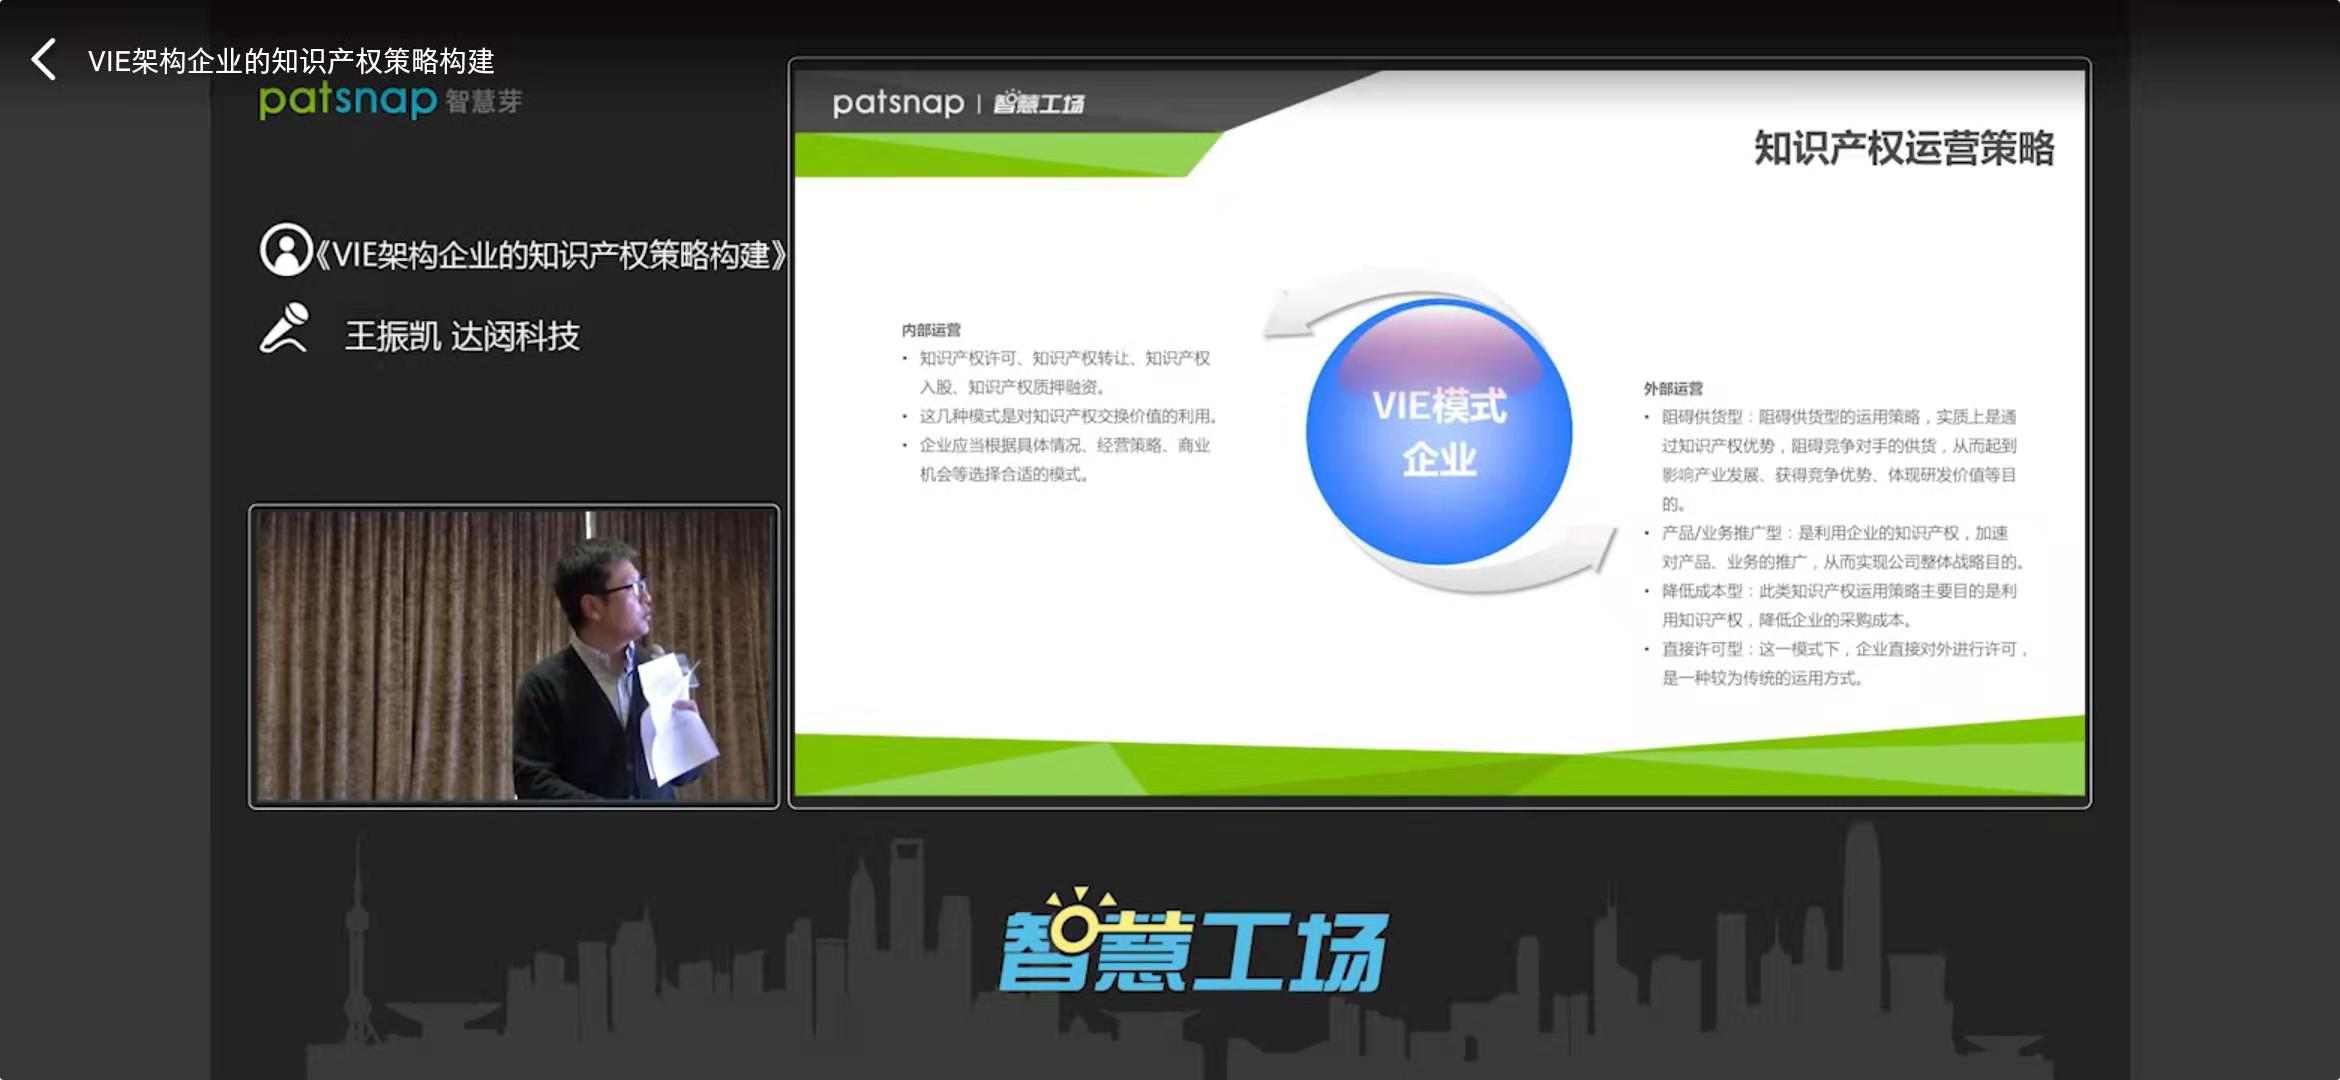 VIE架构企业的知识产权策略构建
patsnap 智慧芽
《VIE架构企业的知识产权策略构建》
王振凯 达闼科技
patsnap | 智慧工场
知识产权运营策略
内部运营
• 知识产权许可、知识产权转让、知识产权
入股、知识产权质押融资。
• 这几种模式是对知识产权交换价值的利用。
• 企业应当根据具体情况、经营策略、商业
机会等选择合适的模式。
VIE模式
企业
外部运营
• 阻碍供货型：阻碍供货型的运用策略，实质上是通
过知识产权优势，阻碍竞争对手的供货，从而起到
影响产业发展、获得竞争优势、体现研发价值等目
的。
• 产品/业务推广型：是利用企业的知识产权，加速
对产品、业务的推广，从而实现公司整体战略目的。
• 降低成本型：此类知识产权运用策略主要目的是利
用知识产权，降低企业的采购成本。
• 直接许可型：这一模式下，企业直接对外进行许可，
是一种较为传统的运用方式。
智慧工场